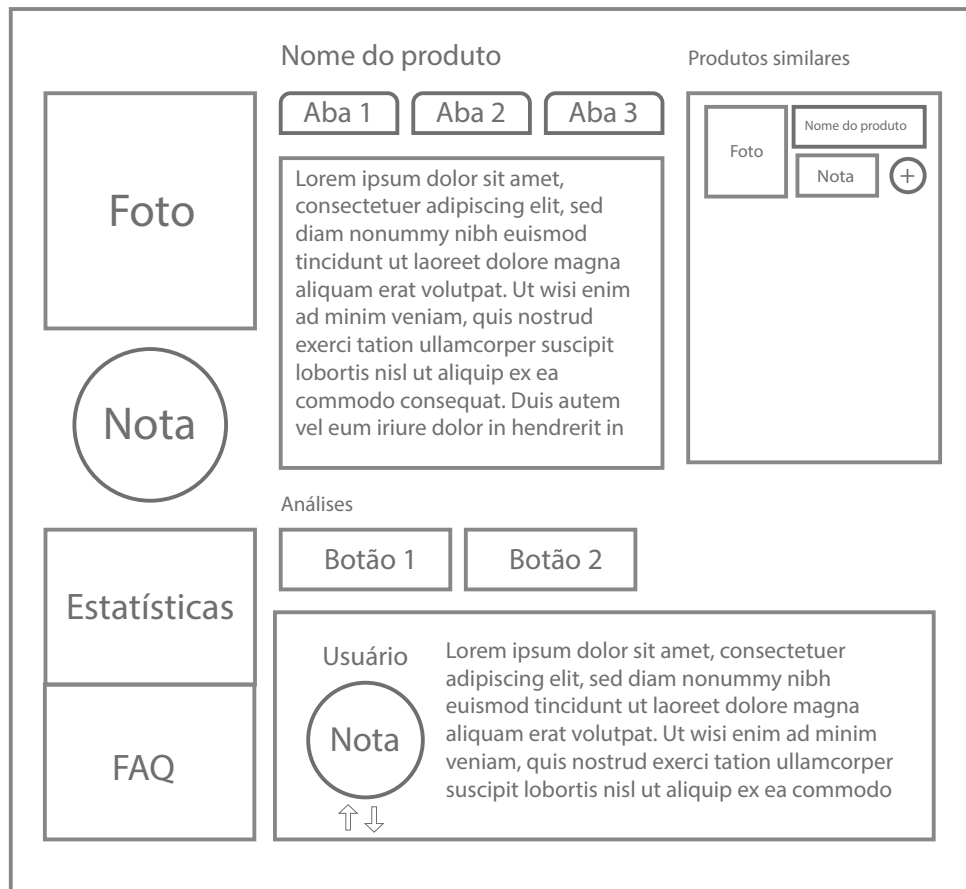 Nome do produto
Produtos similares
Aba 1
Aba 2
Aba 3
Foto
Lorem ipsum dolor sit amet,
consectetuer adipiscing elit, sed
diam nonummy nibh euismod
tincidunt ut laoreet dolore magna
aliquam erat volutpat. Ut wisi enim
ad minim veniam, quis nostrud
exerci tation ullamcorper suscipit
lobortis nisl ut aliquip ex ea
commodo consequat. Duis autem
vel eum iriure dolor in hendrerit in
Foto
Nome do produto
Nota
+
Nota
Análises
Botão 1
Botão 2
Estatísticas
FAQ
Usuário
Nota
Lorem ipsum dolor sit amet, consectetuer
adipiscing elit, sed diam nonummy nibh
euismod tincidunt ut laoreet dolore magna
aliquam erat volutpat. Ut wisi enim ad minim
veniam, quis nostrud exerci tation ullamcorper
suscipit lobortis nisl ut aliquip ex ea commodo